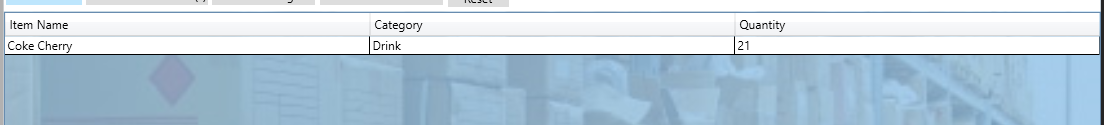 Reset
Item Name Category Quantity
Coke Cherry Drink 21